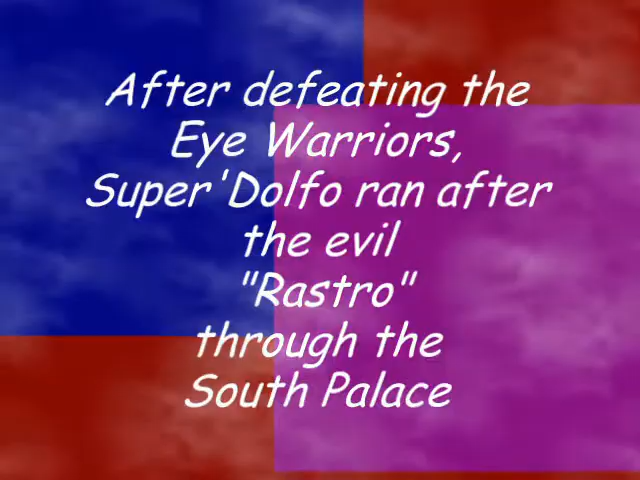 After defeating the
Eye Warriors,
Super'Dolfo ran after
the evil
"Rastro"
through the
South Palace